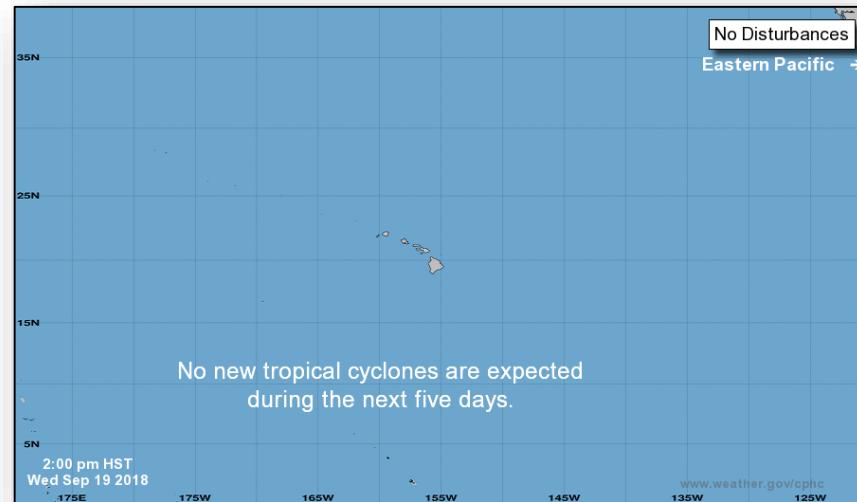 No Disturbances
Eastern Pacific →
35N
25N
15N
No new tropical cyclones are expected
during the next five days.
5N
2:00 pm HST
Wed Sep 19 2018
www.weather.gov/cphc
175E 175W 165W 155W 145W 135W 125W